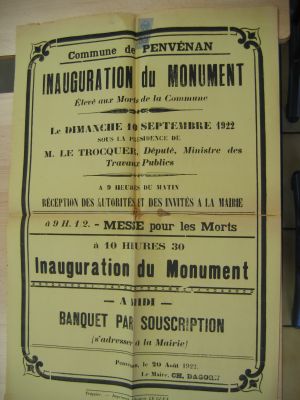 Commune de PENVÉNAN
INAUGURATION du MONUMENT
Élevé aux Morts de la Commune
LE DIMANCHE 10 SEPTEMBRE 1922
SOUS LA PRÉSIDENCE DE
M. LE TROCQUER, Député, Ministre des
Travaux Publics
A 9 HEURES DU MATIN
RÉCEPTION DES AUTORITÉS ET DES INVITÉS A LA MAIRIE
à 9 H. 1/2. - MESSE pour les Morts
à 10 HEURES 30
Inauguration du Monument
— A MIDI —
BANQUET PAR SOUSCRIPTION
(s'adresser à la Mairie)
Penvénan, le 20 Août 1922.
Le Maire, CH.